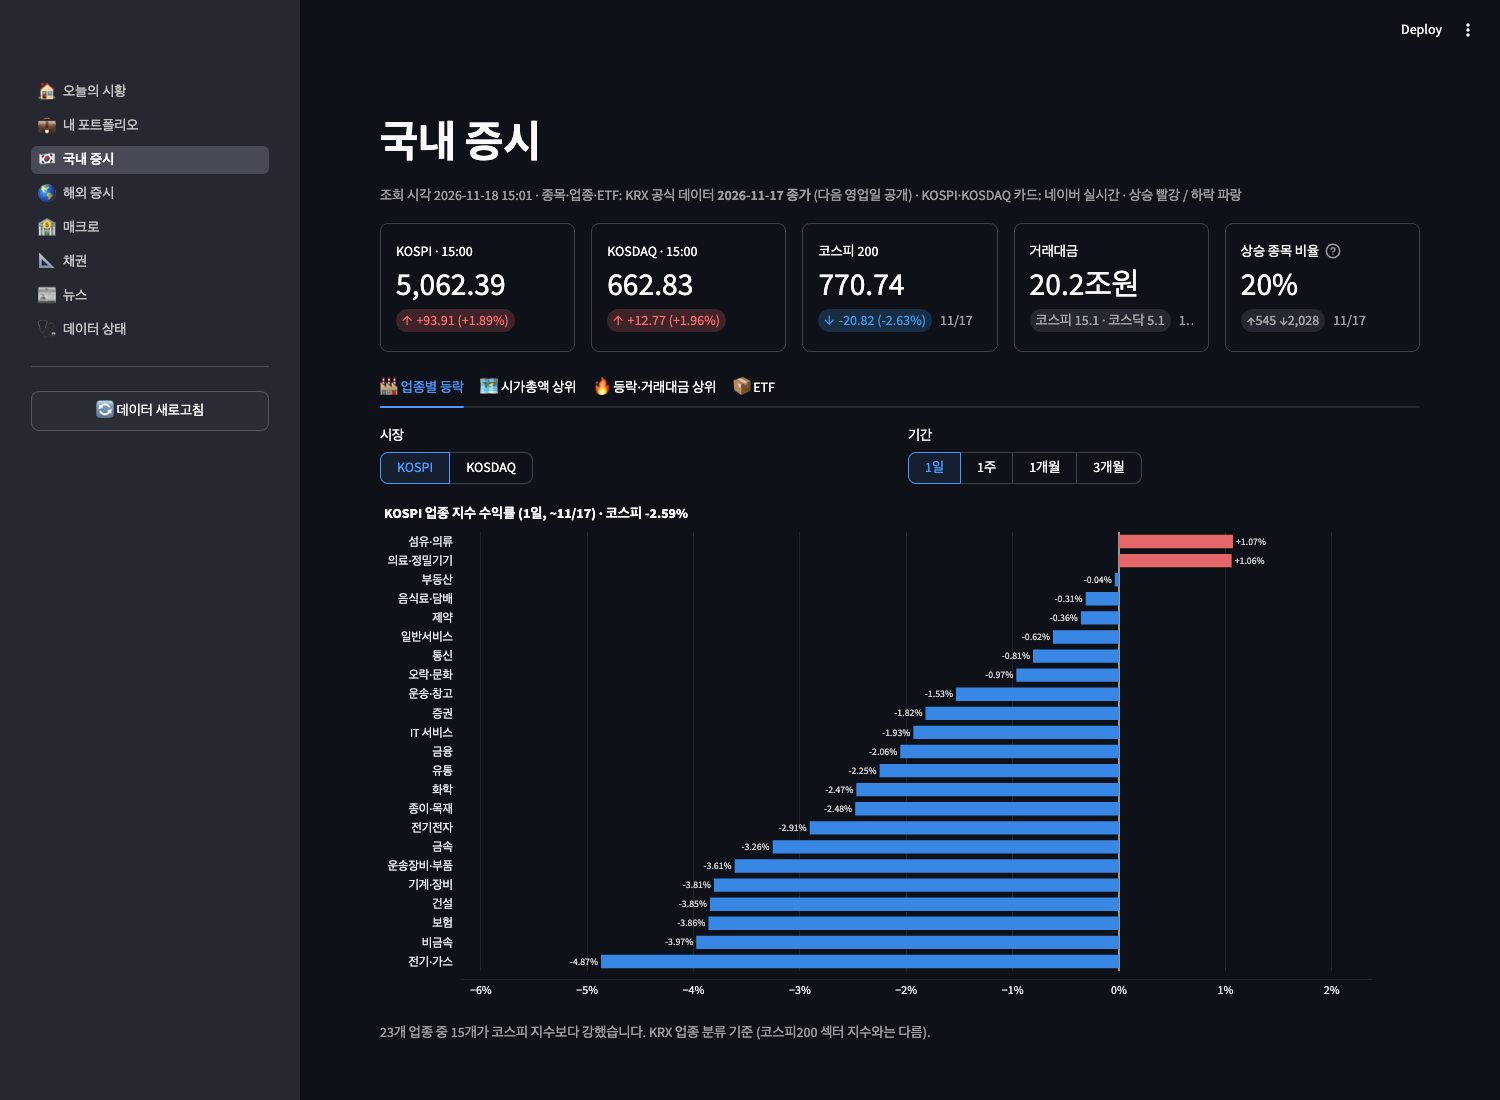 Deploy
오늘의 시황
내 포트폴리오
국내 증시
해외 증시
매크로
채권
뉴스
데이터 상태
데이터 새로고침
국내 증시
조회 시각 2026-11-18 15:01 · 종목·업종·ETF: KRX 공식 데이터 2026-11-17 종가 (다음 영업일 공개) · KOSPI·KOSDAQ 카드: 네이버 실시간 · 상승 빨강 / 하락 파랑
KOSPI · 15:00
5,062.39
↑ +93.91 (+1.89%)
KOSDAQ · 15:00
662.83
↑ +12.77 (+1.96%)
코스피 200
770.74
↓ -20.82 (-2.63%) 11/17
거래대금
20.2조원
코스피 15.1 · 코스닥 5.1 1..
상승 종목 비율 ?
20%
↑545 ↓2,028 11/17
업종별 등락 시가총액 상위 등락·거래대금 상위 ETF
시장
KOSPI KOSDAQ
기간
1일 1주 1개월 3개월
KOSPI 업종 지수 수익률 (1일, ~11/17) · 코스피 -2.59%
섬유·의류 +1.07%
의료·정밀기기 +1.06%
부동산 -0.04%
음식료·담배 -0.31%
제약 -0.36%
일반서비스 -0.62%
통신 -0.81%
오락·문화 -0.97%
운송·창고 -1.53%
증권 -1.82%
IT 서비스 -1.93%
금융 -2.06%
유통 -2.25%
화학 -2.47%
종이·목재 -2.48%
전기전자 -2.91%
금속 -3.26%
운송장비·부품 -3.61%
기계·장비 -3.81%
건설 -3.85%
보험 -3.86%
비금속 -3.97%
전기·가스 -4.87%
−6% −5% −4% −3% −2% −1% 0% 1% 2%
23개 업종 중 15개가 코스피 지수보다 강했습니다. KRX 업종 분류 기준 (코스피200 섹터 지수와는 다름).